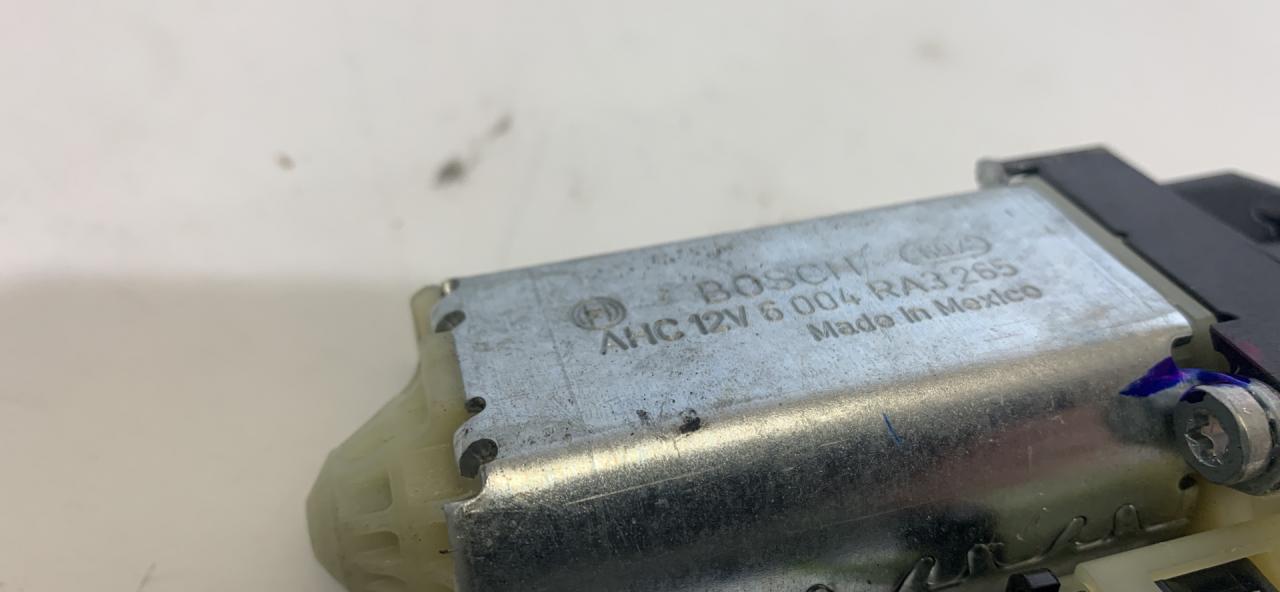 BOSCH
AHC 12V 6 004 RA3 265
Made in Mexico